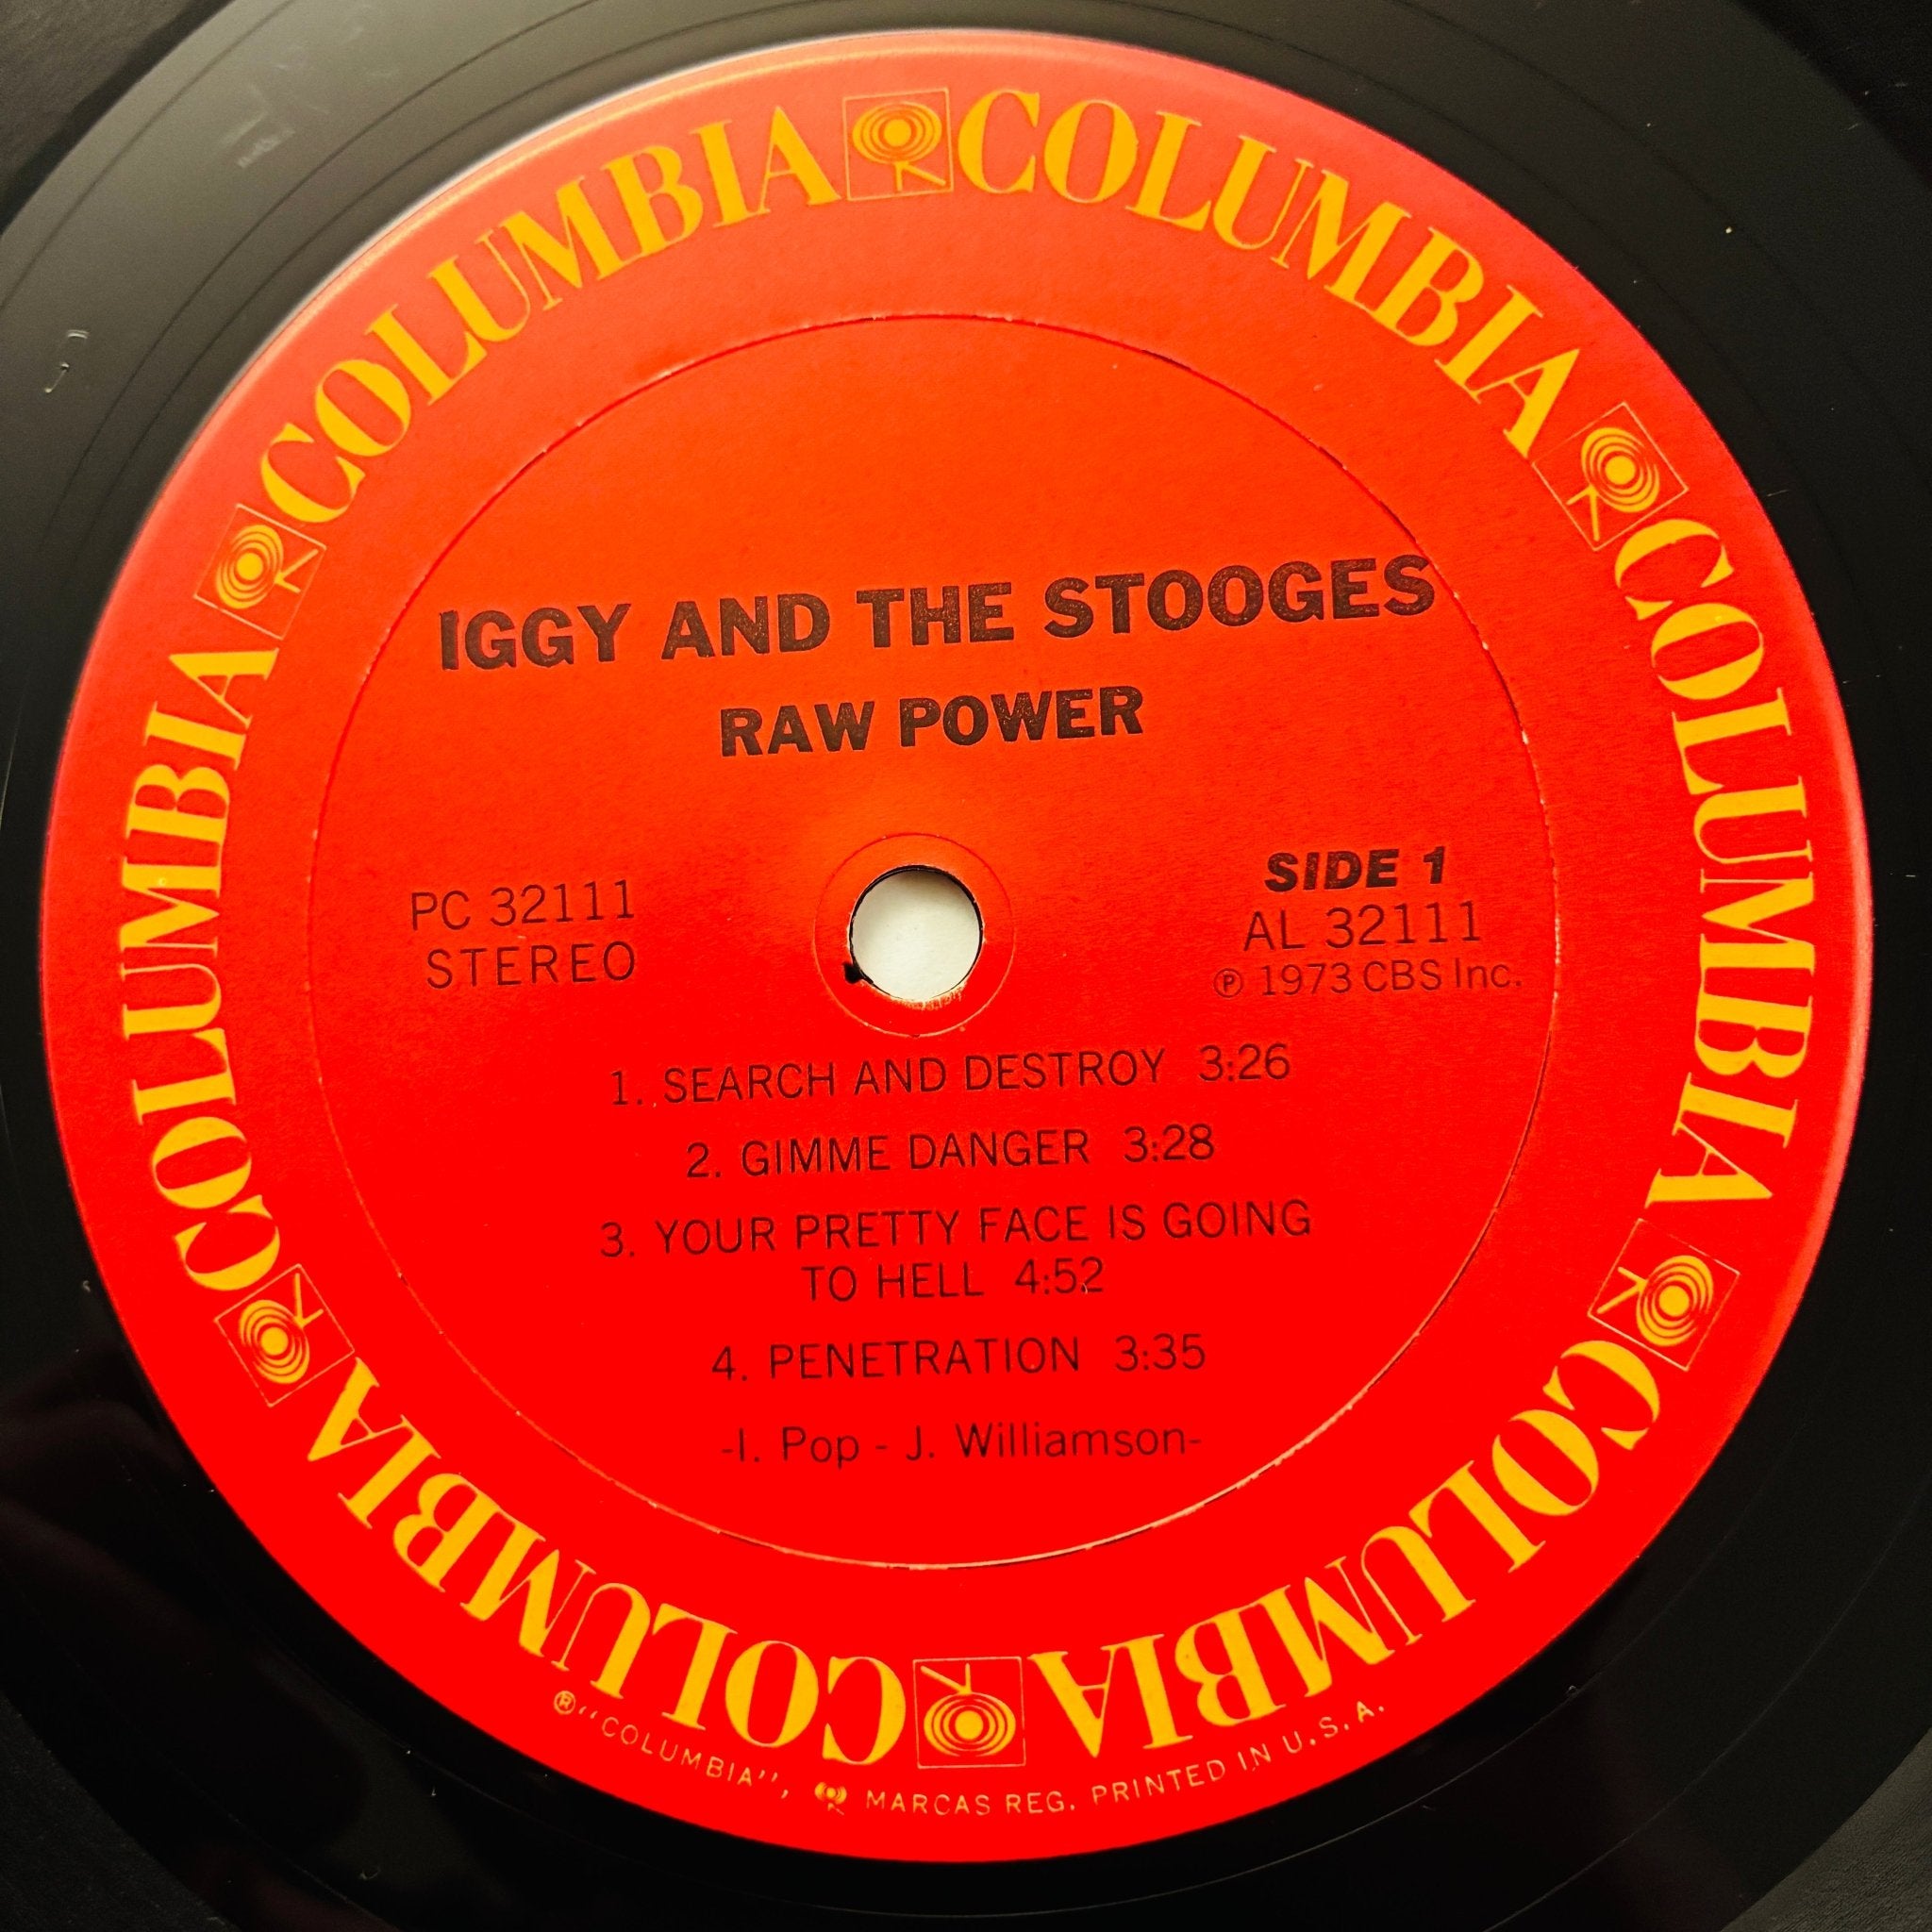 COLUMBIA COLUMBIA COLUMBIA COLUMBIA COLUMBIA COLUMBIA
IGGY AND THE STOOGES
RAW POWER
PC 32111
STEREO
SIDE 1
AL 32111
Ⓟ 1973 CBS Inc.
1. SEARCH AND DESTROY 3:26
2. GIMME DANGER 3:28
3. YOUR PRETTY FACE IS GOING
TO HELL 4:52
4. PENETRATION 3:35
-I. Pop - J. Williamson-
®"COLUMBIA", MARCAS REG. PRINTED IN U.S.A.